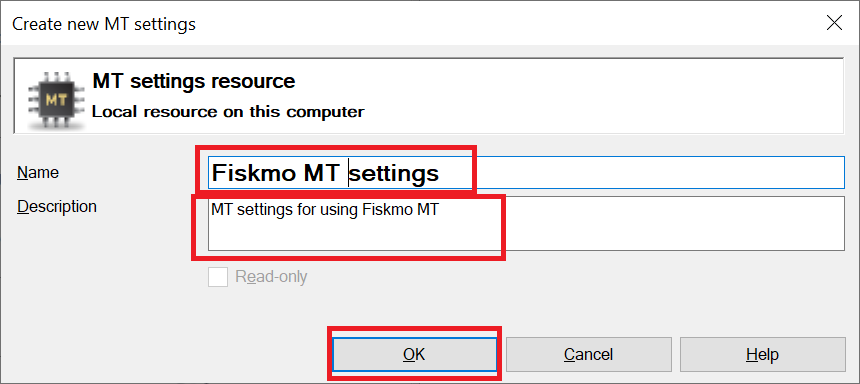 Create new MT settings
MT
MT settings resource
Local resource on this computer
Name
Fiskmo MT settings
Description
MT settings for using Fiskmo MT
Read-only
OK
Cancel
Help